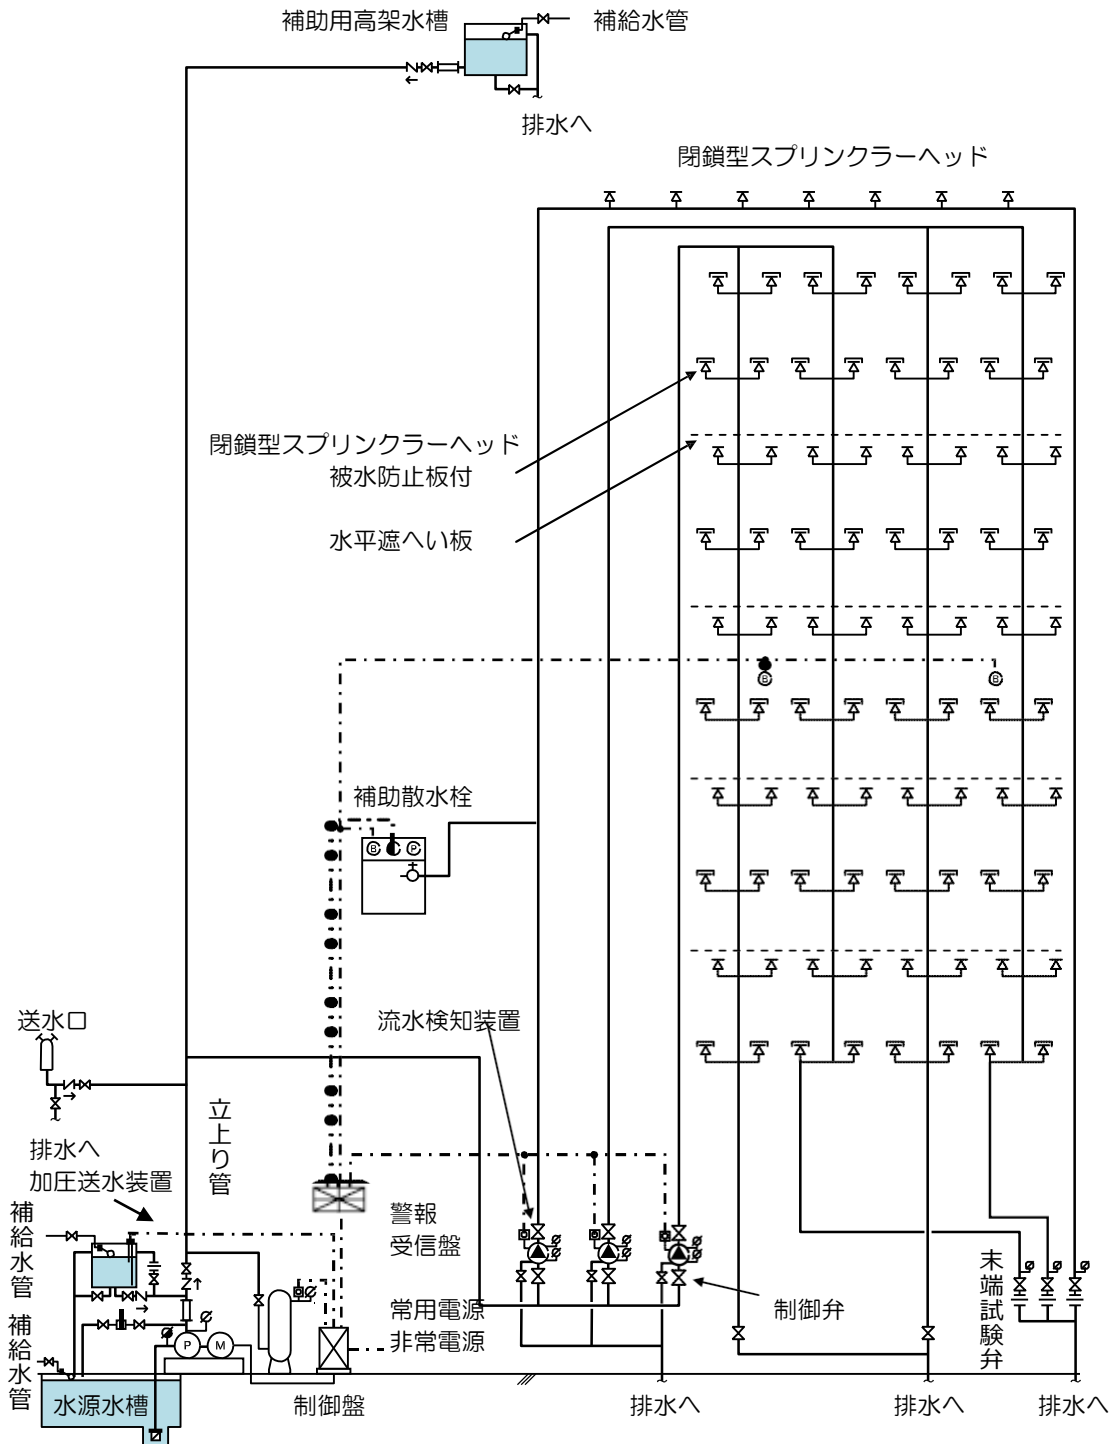 補助用高架水槽
補給水管
排水へ
閉鎖型スプリンクラーヘッド
閉鎖型スプリンクラーヘッド
被水防止板付
水平遮へい板
B
B
補助散水栓
B
P
送水口
流水検知装置
排水へ
立上り管
加圧送水装置
補給水管
警報
受信盤
補給水管
常用電源
非常電源
制御弁
末端試験弁
P
M
水源水槽
制御盤
排水へ
排水へ
排水へ